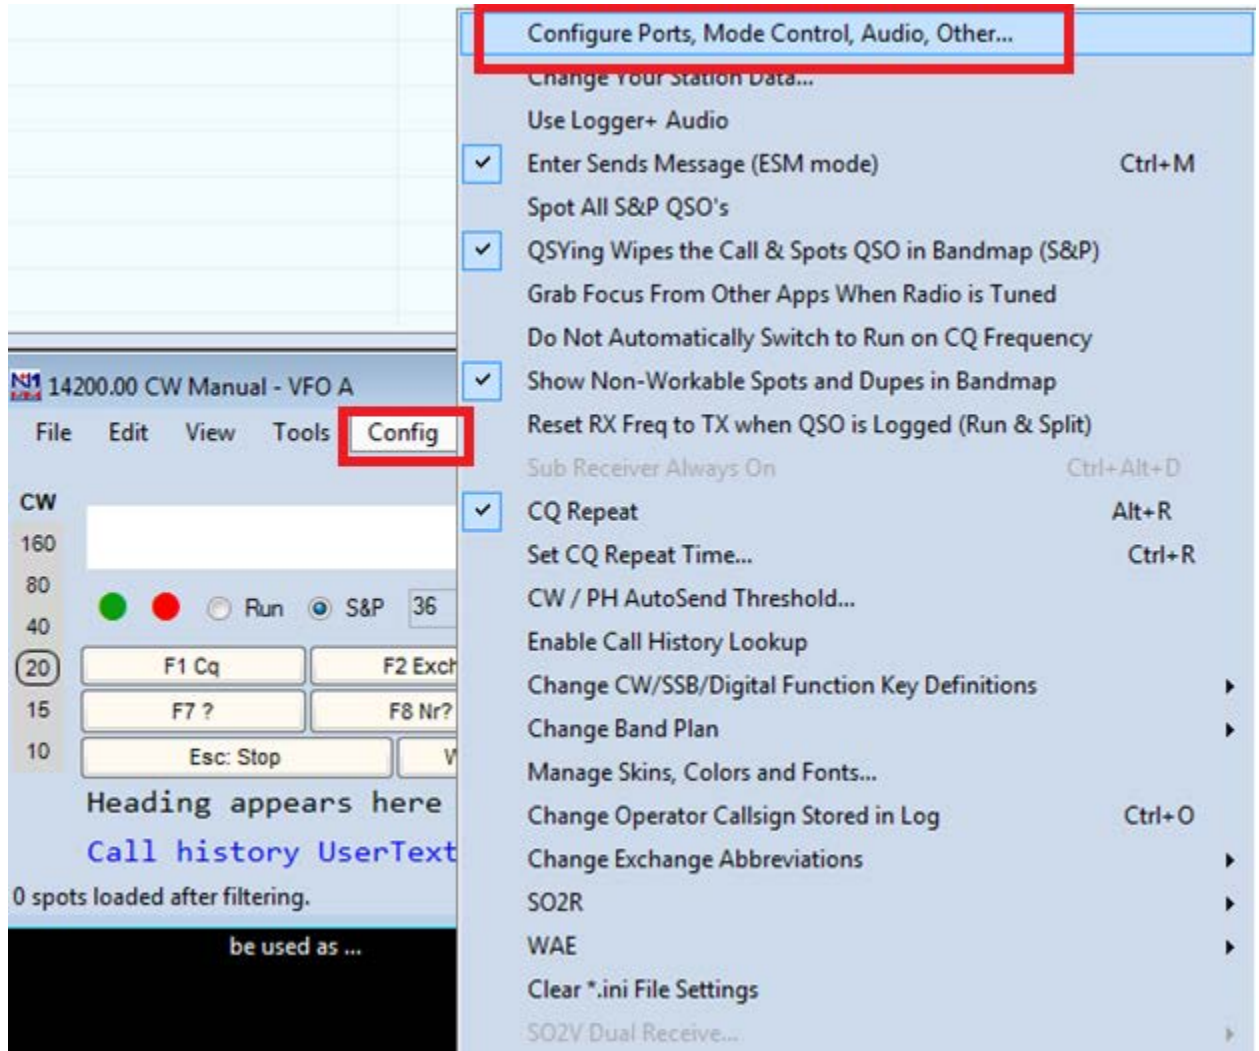 Configure Ports, Mode Control, Audio, Other...
Change Your Station Data...
Use Logger+ Audio
Enter Sends Message (ESM mode) Ctrl+M
Spot All S&P QSO's
QSYing Wipes the Call & Spots QSO in Bandmap (S&P)
Grab Focus From Other Apps When Radio is Tuned
Do Not Automatically Switch to Run on CQ Frequency
Show Non-Workable Spots and Dupes in Bandmap
Reset RX Freq to TX when QSO is Logged (Run & Split)
Sub Receiver Always On Ctrl+Alt+D
CQ Repeat Alt+R
Set CQ Repeat Time... Ctrl+R
CW / PH AutoSend Threshold...
Enable Call History Lookup
Change CW/SSB/Digital Function Key Definitions
Change Band Plan
Manage Skins, Colors and Fonts...
Change Operator Callsign Stored in Log Ctrl+O
Change Exchange Abbreviations
SO2R
WAE
Clear *.ini File Settings
SO2V Dual Receive...
N1MM 14200.00 CW Manual - VFO A
File Edit View Tools Config
CW
160
80
40
20
15
10
Run S&P 36
F1 Cq F2 Exch
F7 ? F8 Nr?
Esc: Stop W
Heading appears here
Call history UserText
0 spots loaded after filtering.
be used as ...